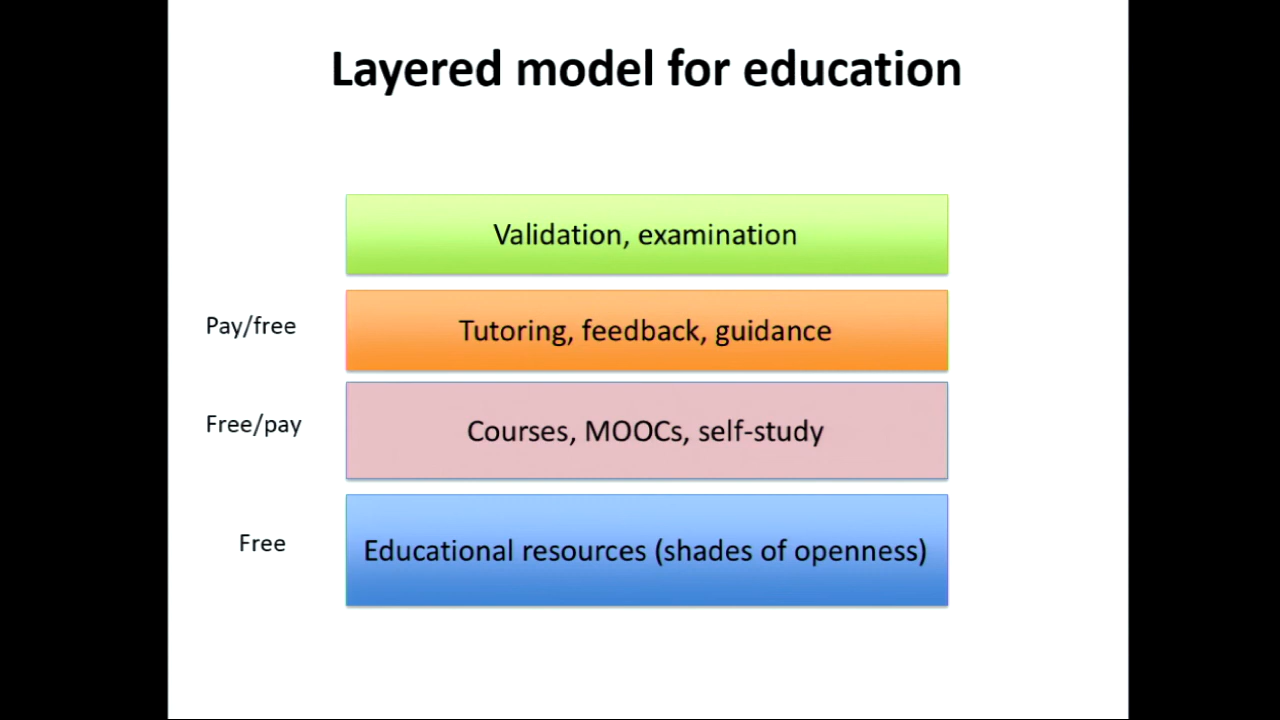 Layered model for education
Validation, examination
Pay/free
Tutoring, feedback, guidance
Free/pay
Courses, MOOCs, self-study
Free
Educational resources (shades of openness)